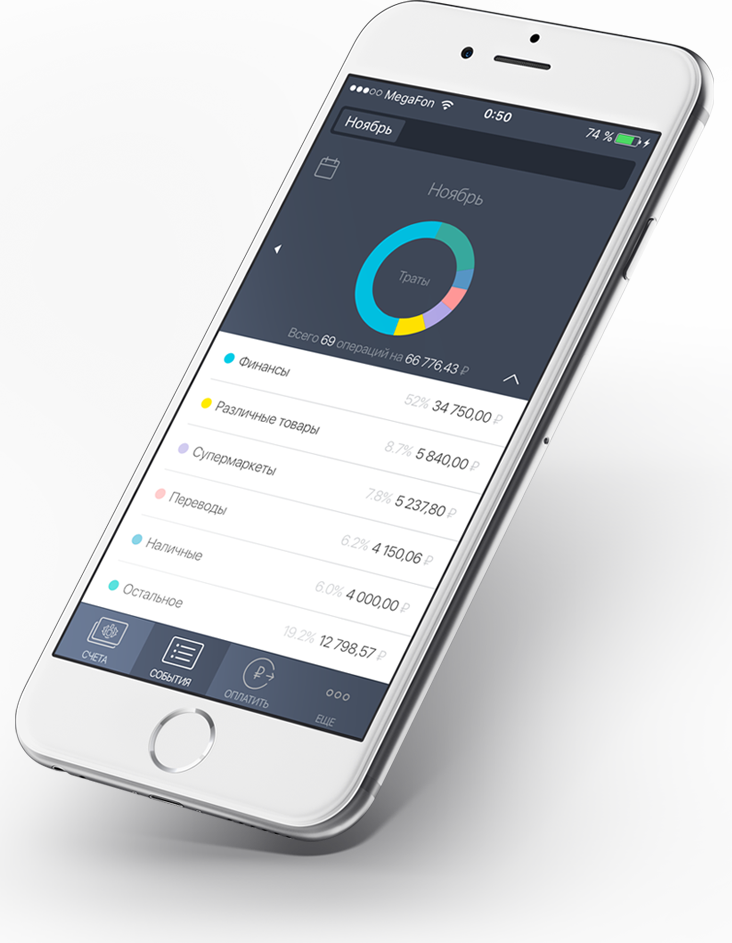 MegaFon 0:50 74 %
Ноябрь
Ноябрь
Траты
Всего 69 операций на 66 776,43 ₽
Финансы 52% 34 750,00 ₽
Различные товары 8.7% 5 840,00 ₽
Супермаркеты 7.8% 5 237,80 ₽
Переводы 6.2% 4 150,06 ₽
Наличные 6.0% 4 000,00 ₽
Остальное 19.2% 12 798,57 ₽
СЧЕТА СОБЫТИЯ ОПЛАТИТЬ ЕЩЕ